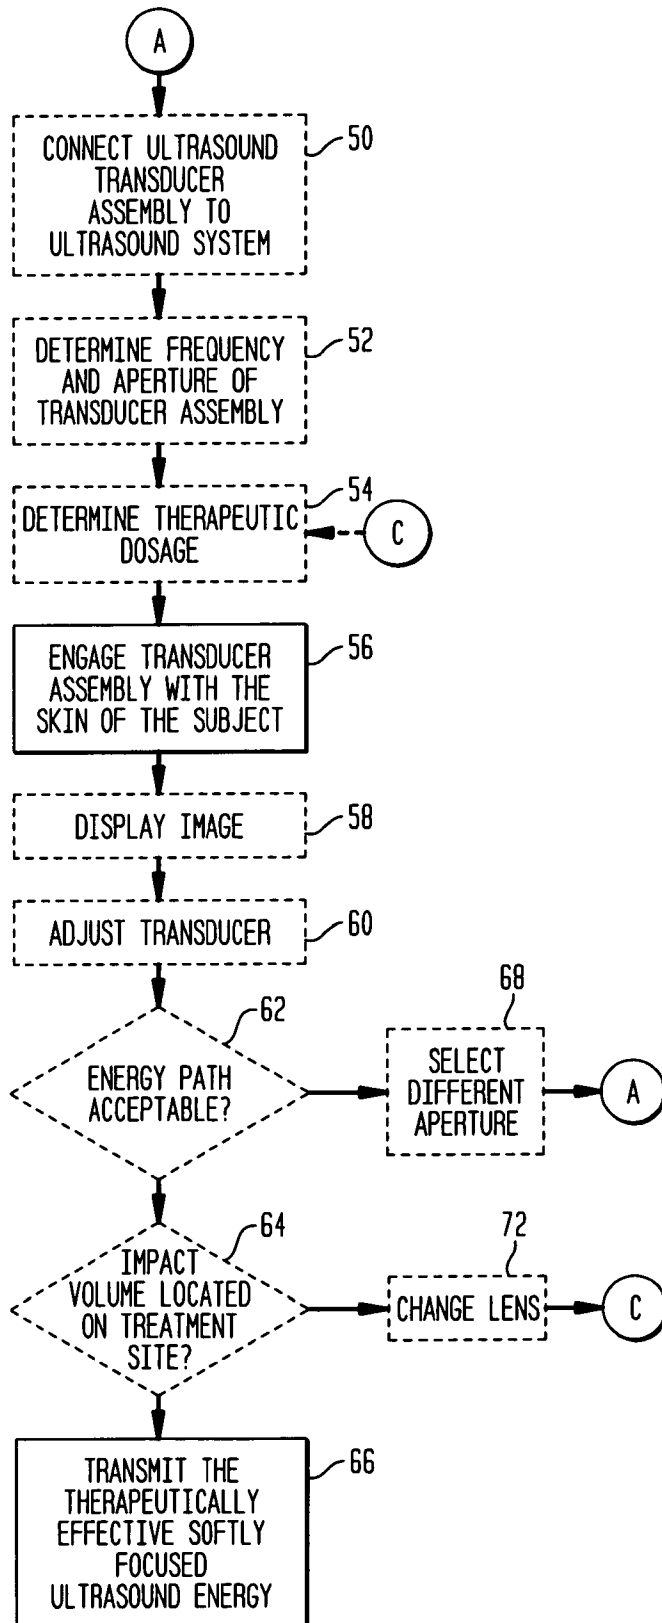 A
CONNECT ULTRASOUND
TRANSDUCER
ASSEMBLY TO
ULTRASOUND SYSTEM
50
DETERMINE FREQUENCY
AND APERTURE OF
TRANSDUCER ASSEMBLY
52
DETERMINE THERAPEUTIC
DOSAGE
54
C
ENGAGE TRANSDUCER
ASSEMBLY WITH THE
SKIN OF THE SUBJECT
56
DISPLAY IMAGE
58
ADJUST TRANSDUCER
60
ENERGY PATH
ACCEPTABLE?
62
SELECT
DIFFERENT
APERTURE
68
A
IMPACT
VOLUME LOCATED
ON TREATMENT
SITE?
64
CHANGE LENS
72
C
TRANSMIT THE
THERAPEUTICALLY
EFFECTIVE SOFTLY
FOCUSED
ULTRASOUND ENERGY
66